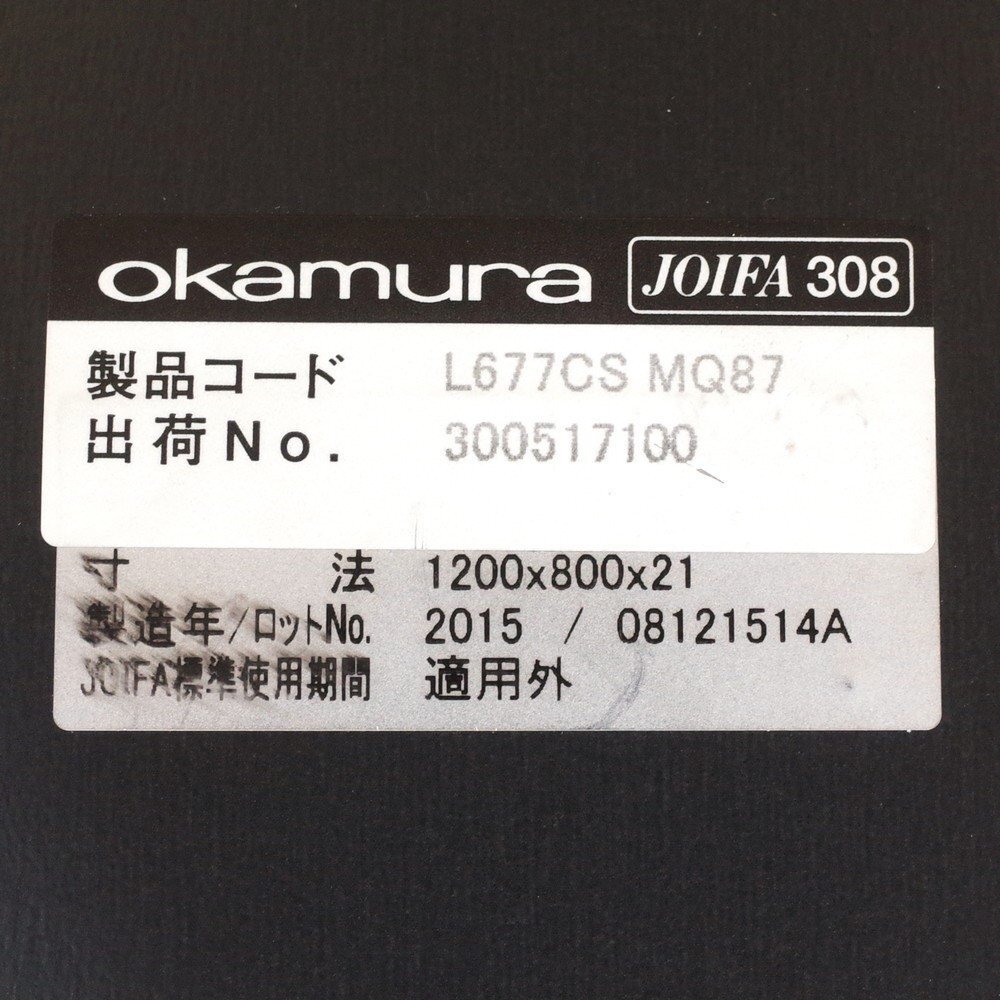 okamura JOIFA 308
製品コード L677CS MQ87
出荷No. 300517100
寸法 1200x800x21
製造年/ロットNo. 2015 / 08121514A
JOIFA標準使用期間 適用外